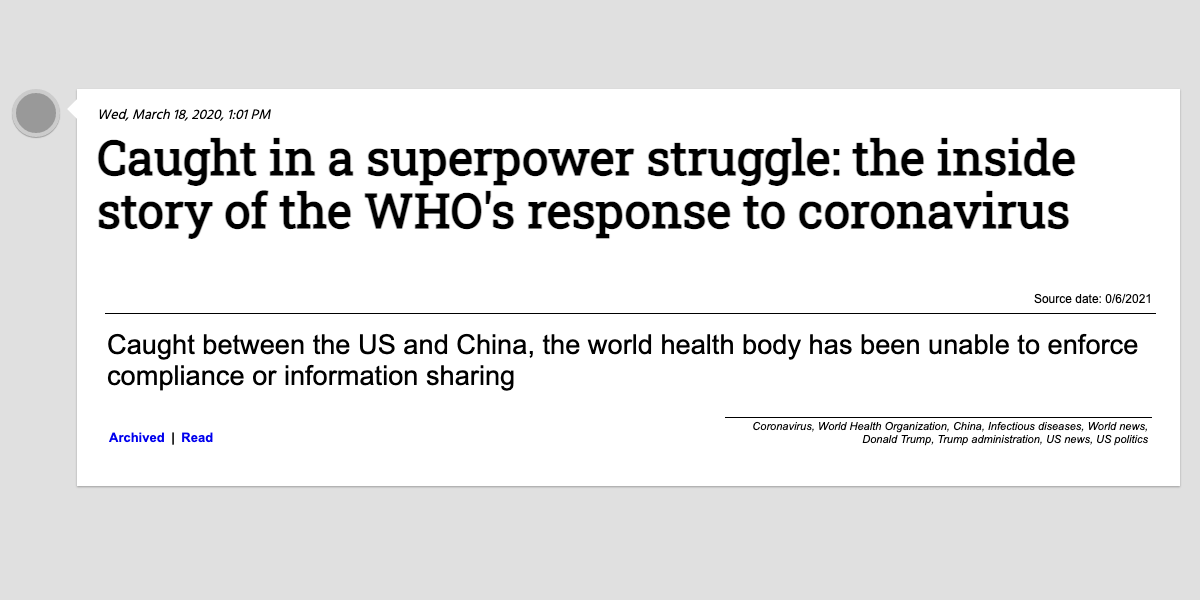 Wed, March 18, 2020, 1:01 PM
Caught in a superpower struggle: the inside
story of the WHO's response to coronavirus
Source date: 0/6/2021
Caught between the US and China, the world health body has been unable to enforce
compliance or information sharing
Coronavirus, World Health Organization, China, Infectious diseases, World news,
Archived | Read
Donald Trump, Trump administration, US news, US politics